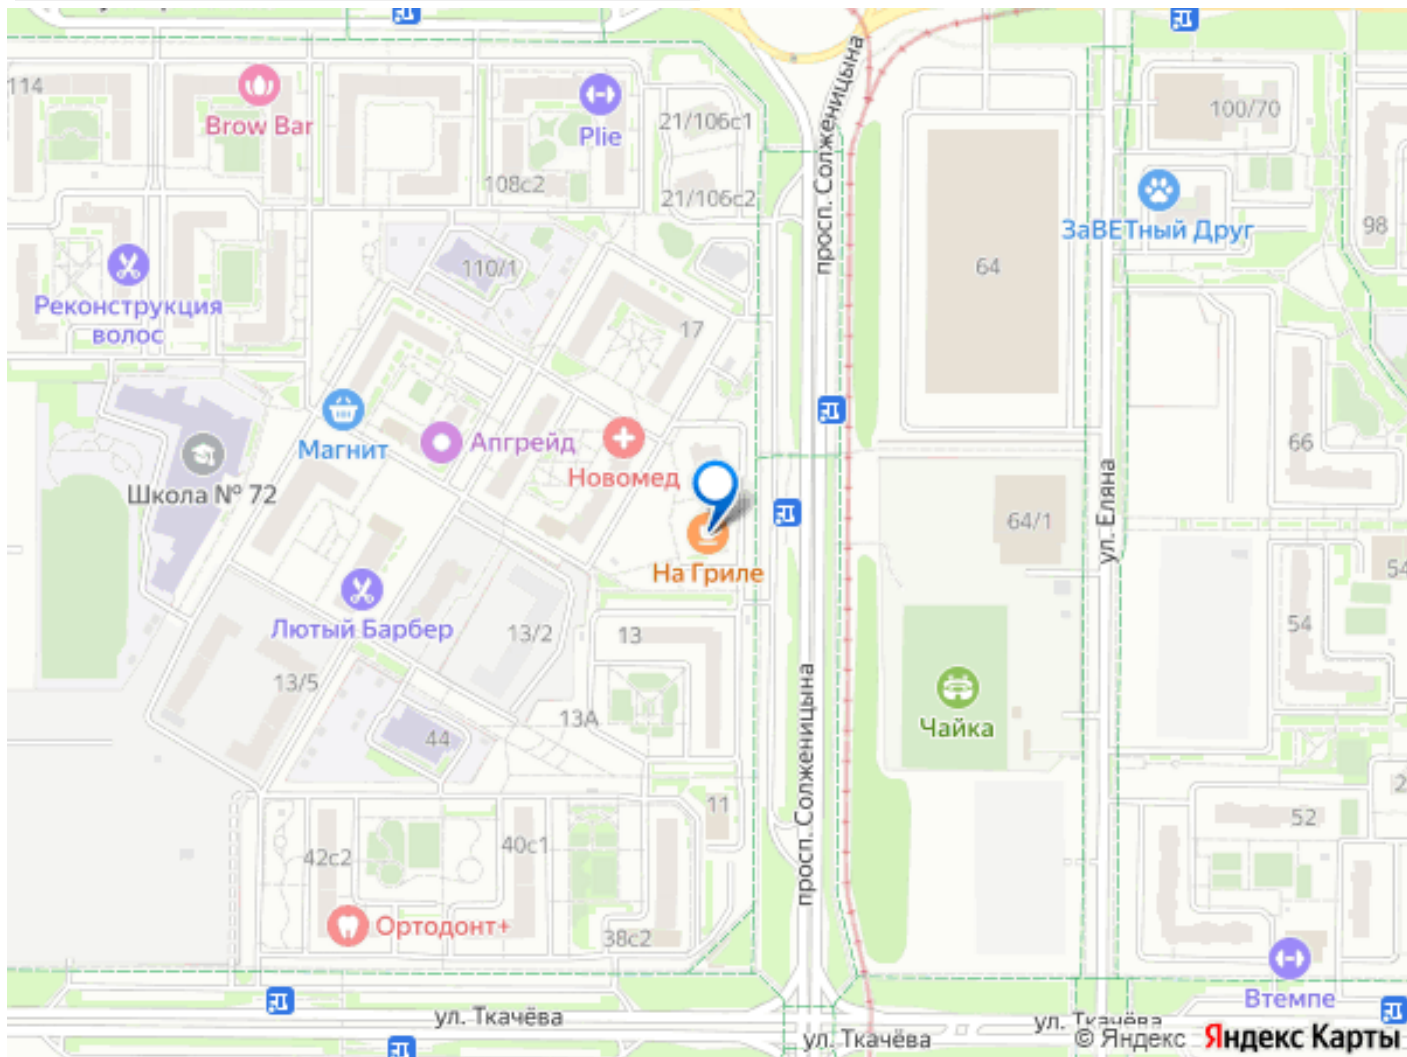 114
Brow Bar
Plie
21/106с1
просп. Солженицына
100/70
108с2
21/106с2
ЗаВЕТный Друг
98
110/1
64
Реконструкция
волос
17
Магнит
Апгрейд
66
Новомед
Школа № 72
64/1
ул. Еляна
54
На Гриле
Лютый Барбер
13/2
13
54
13/5
просп. Солженицына
13А
Чайка
44
11
52
2
42с2
40с1
Ортодонт+
38с2
Втемпе
ул. Ткачёва
ул. Ткачёва
ул. Ткачёва
© Яндекс Яндекс Карты